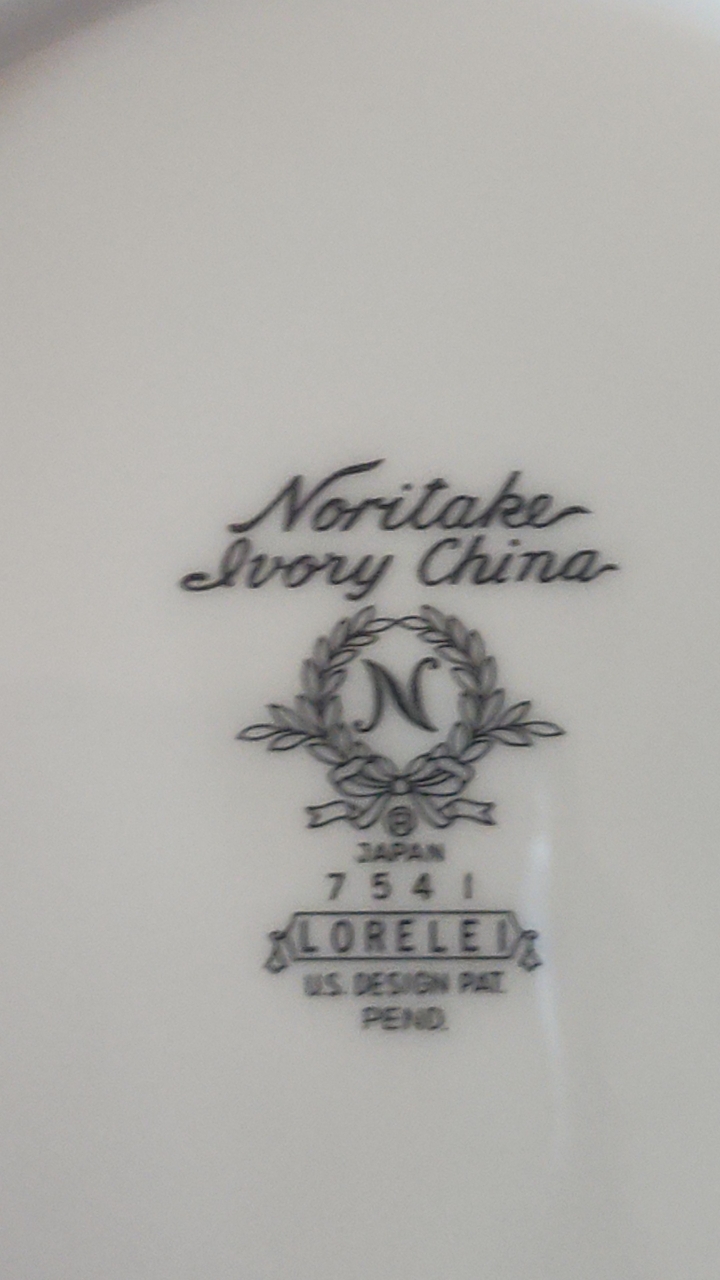 Noritake
Ivory China
N
®
JAPAN
7541
LORELEI
U.S. DESIGN PAT.
PEND.